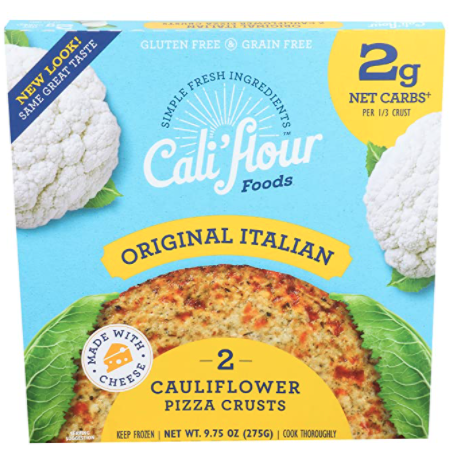 GLUTEN FREE & GRAIN FREE
NEW LOOK!
SAME GREAT TASTE
2g
NET CARBS+
PER 1/3 CRUST
SIMPLE FRESH INGREDIENTS
Cali'flour™
Foods
ORIGINAL ITALIAN
MADE WITH
CHEESE
-2-
CAULIFLOWER
PIZZA CRUSTS
KEEP FROZEN | NET WT. 9.75 OZ (275G) | COOK THOROUGHLY